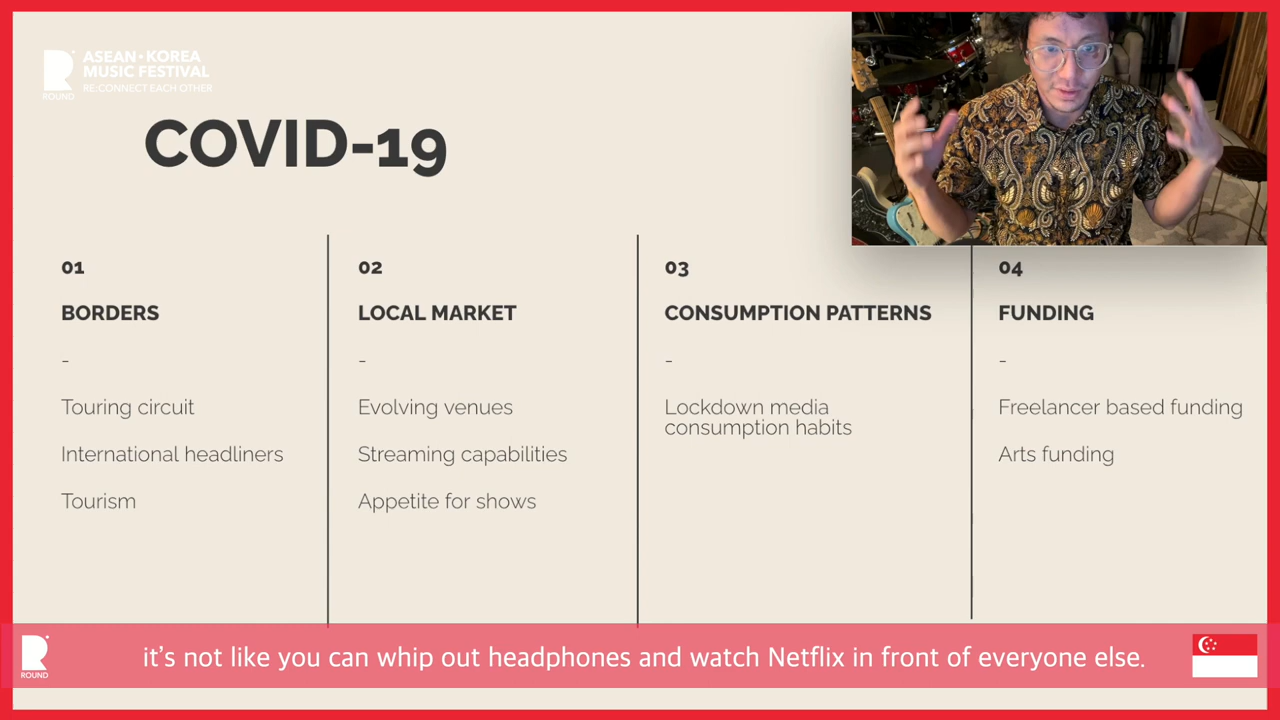 ROUND
ASEAN•KOREA
MUSIC FESTIVAL
RE:CONNECT EACH OTHER
COVID-19
01
BORDERS
-
Touring circuit
International headliners
Tourism
02
LOCAL MARKET
-
Evolving venues
Streaming capabilities
Appetite for shows
03
CONSUMPTION PATTERNS
-
Lockdown media
consumption habits
04
FUNDING
-
Freelancer based funding
Arts funding
ROUND
it's not like you can whip out headphones and watch Netflix in front of everyone else.